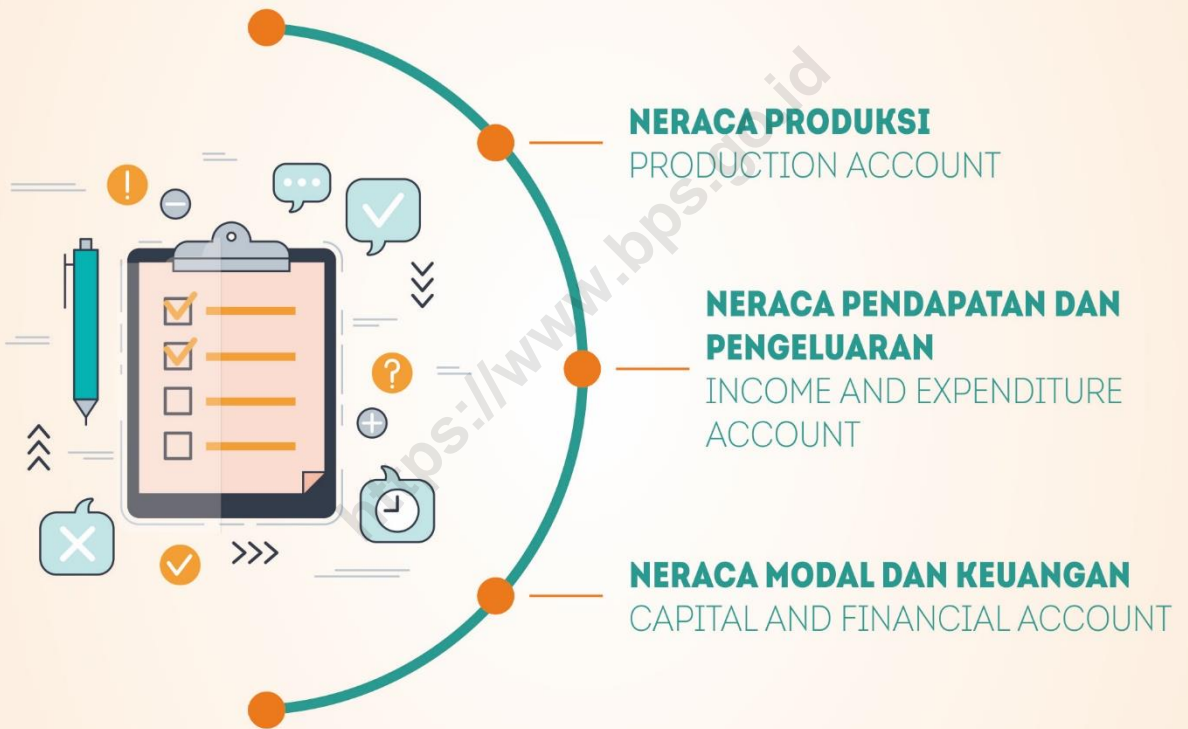 NERACA PRODUKSI
PRODUCTION ACCOUNT
NERACA PENDAPATAN DAN
PENGELUARAN
INCOME AND EXPENDITURE
ACCOUNT
NERACA MODAL DAN KEUANGAN
CAPITAL AND FINANCIAL ACCOUNT
https://www.bps.go.id